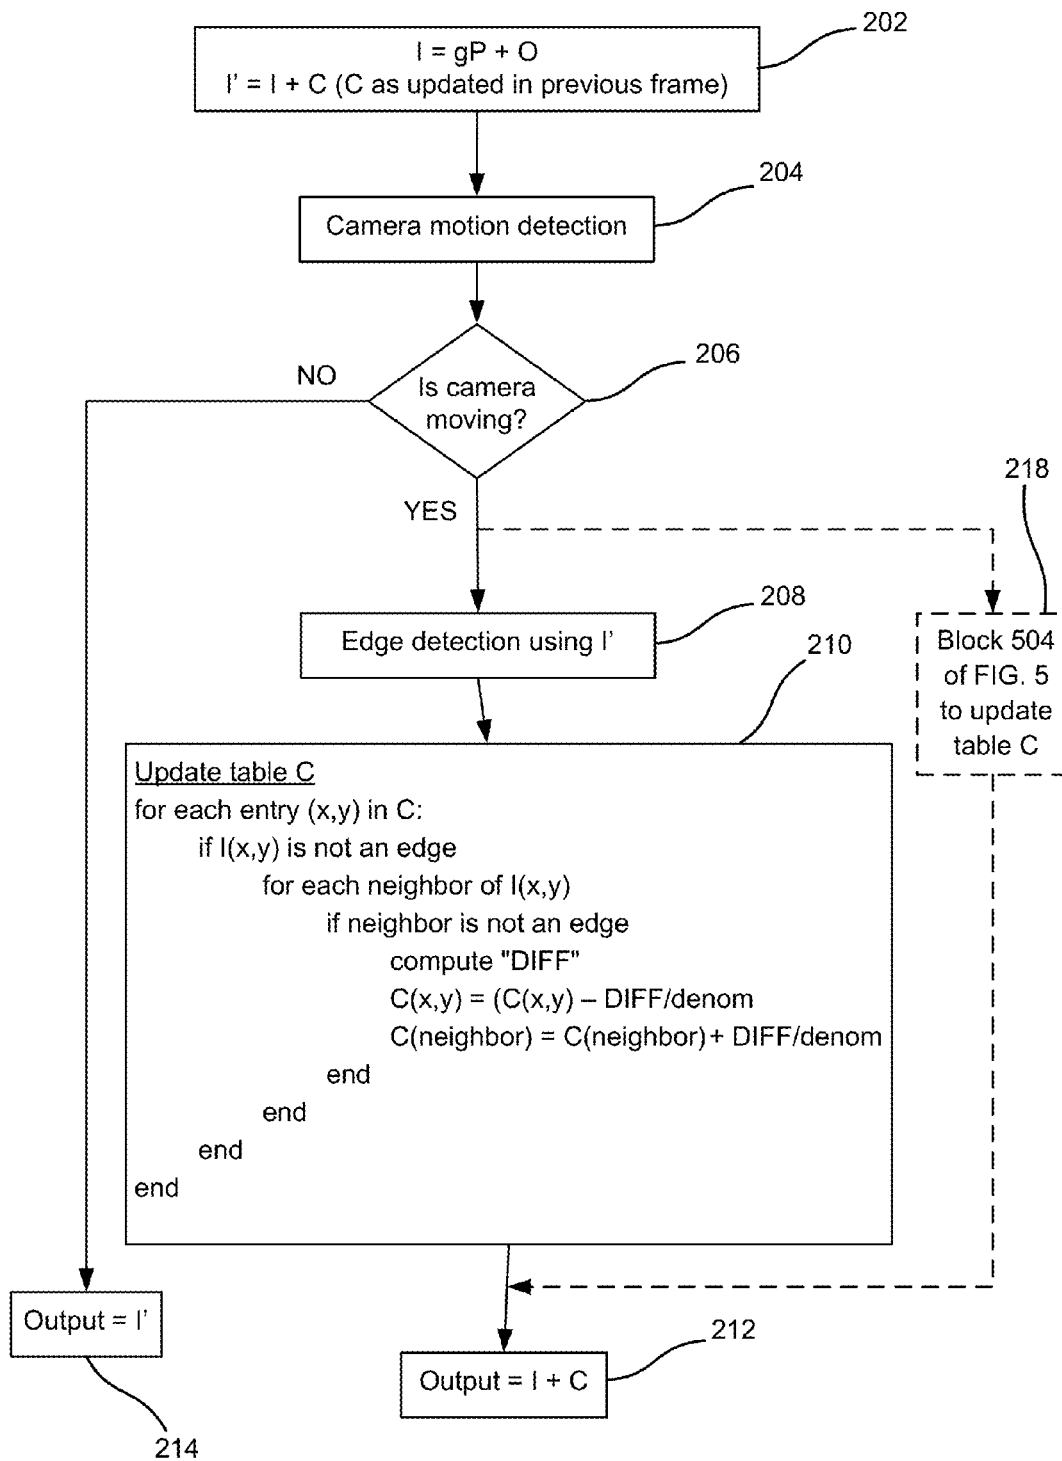 202
I = gP + O
I’ = I + C (C as updated in previous frame)
204
Camera motion detection
206
NO
Is camera
moving?
218
YES
208
Edge detection using I’
Block 504
of FIG. 5
to update
table C
210
Update table C
for each entry (x,y) in C:
if I(x,y) is not an edge
for each neighbor of I(x,y)
if neighbor is not an edge
compute "DIFF"
C(x,y) = (C(x,y) – DIFF/denom
C(neighbor) = C(neighbor) + DIFF/denom
end
end
end
end
Output = I’
212
Output = I + C
214